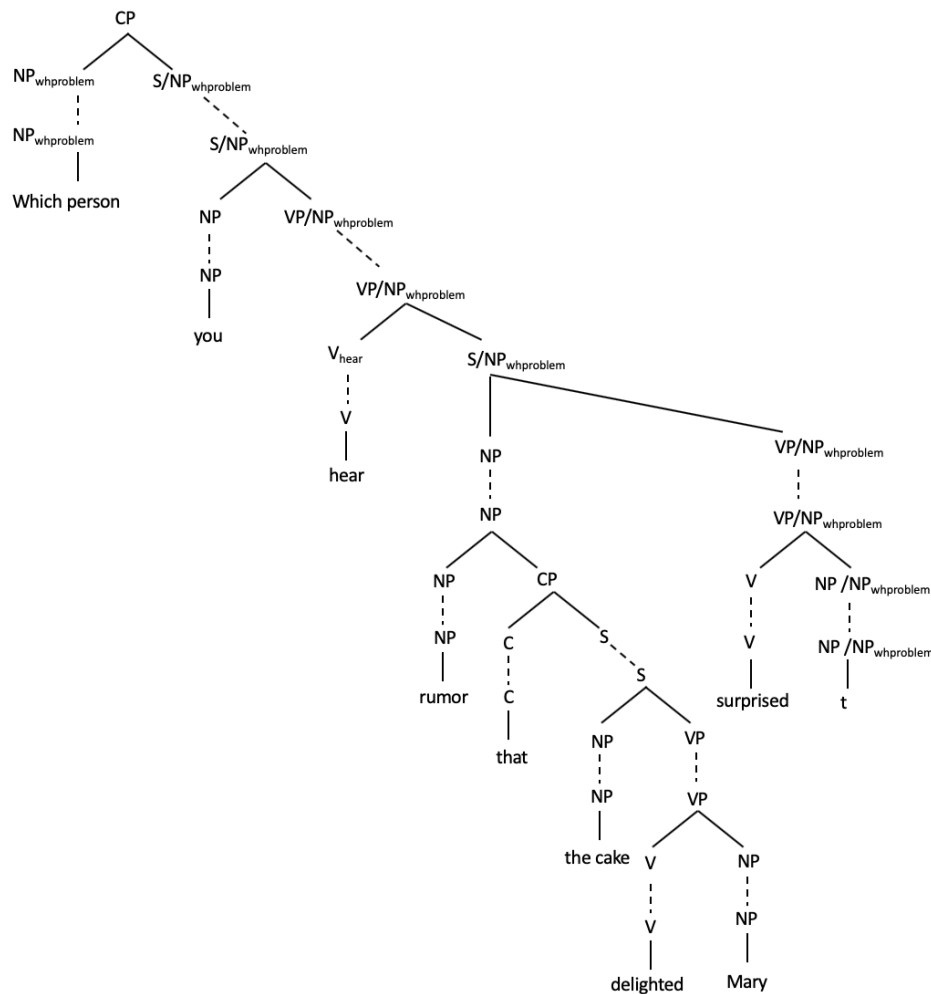 CP
NPwhproblem S/NPwhproblem
NPwhproblem S/NPwhproblem
Which person
NP VP/NPwhproblem
NP VP/NPwhproblem
you
Vhear S/NPwhproblem
V
hear
NP VP/NPwhproblem
NP VP/NPwhproblem
NP CP V NP /NPwhproblem
NP C S V NP /NPwhproblem
rumor C S surprised t
that
NP VP
NP VP
the cake V NP
V NP
delighted Mary